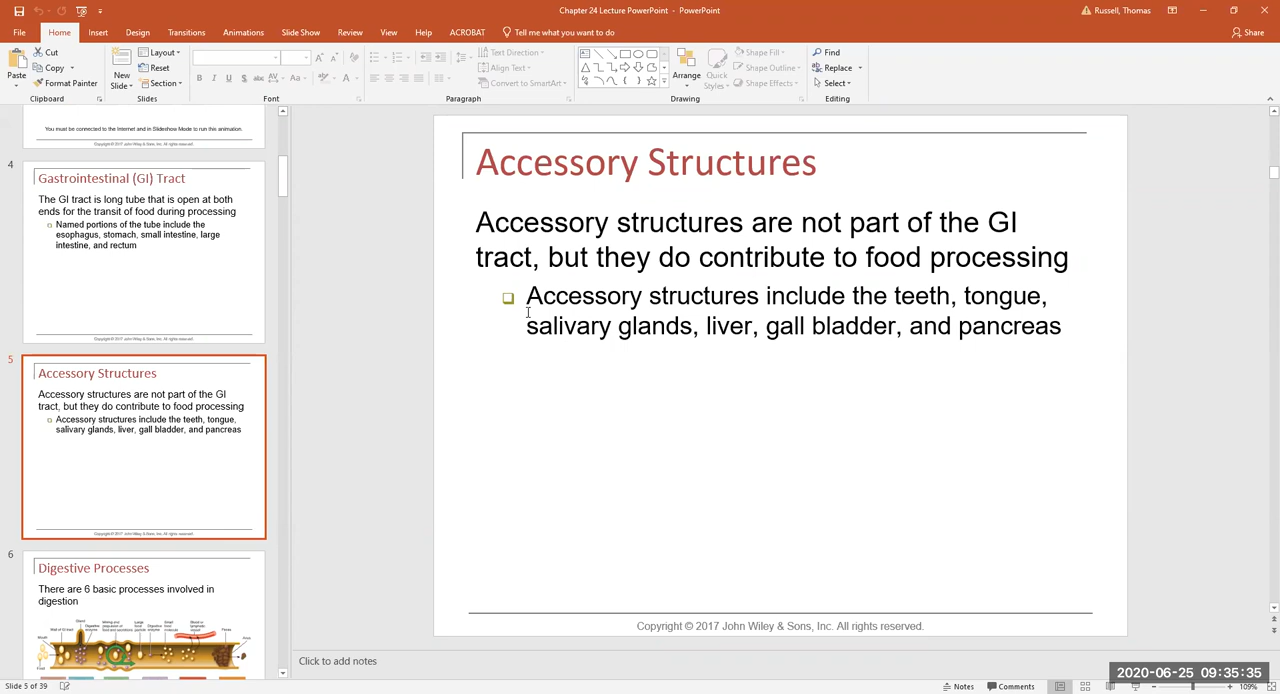 Chapter 24 Lecture PowerPoint - PowerPoint
Russell, Thomas
File Home Insert Design Transitions Animations Slide Show Review View Help ACROBAT Tell me what you want to do
Share
Paste
Cut
Copy
Format Painter
Clipboard
New
Slide
Layout
Reset
Section
Slides
Font
Text Direction
Align Text
Convert to SmartArt
Paragraph
Arrange
Quick
Styles
Shape Fill
Shape Outline
Shape Effects
Drawing
Find
Replace
Select
Editing
You must be connected to the Internet and in Slideshow Mode to run this animation.
Copyright © 2017 John Wiley & Sons, Inc. All rights reserved.
4
Gastrointestinal (GI) Tract
The GI tract is long tube that is open at both
ends for the transit of food during processing
Named portions of the tube include the
esophagus, stomach, small intestine, large
intestine, and rectum
Copyright © 2017 John Wiley & Sons, Inc. All rights reserved.
5
Accessory Structures
Accessory structures are not part of the GI
tract, but they do contribute to food processing
Accessory structures include the teeth, tongue,
salivary glands, liver, gall bladder, and pancreas
Copyright © 2017 John Wiley & Sons, Inc. All rights reserved.
6
Digestive Processes
There are 6 basic processes involved in
digestion
Accessory Structures
Accessory structures are not part of the GI
tract, but they do contribute to food processing
Accessory structures include the teeth, tongue,
salivary glands, liver, gall bladder, and pancreas
Copyright © 2017 John Wiley & Sons, Inc. All rights reserved.
Click to add notes
2020-06-25 09:35:35
Slide 5 of 39
Notes
Comments
109%